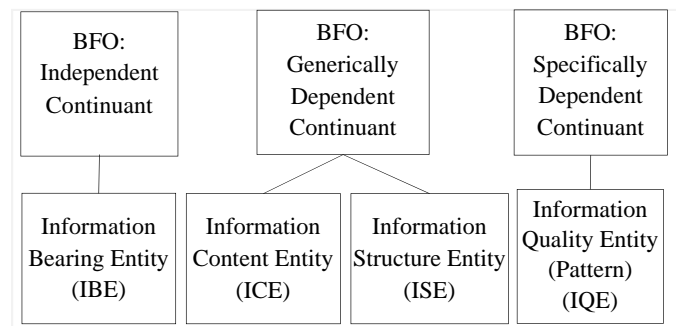 BFO:
Independent
Continuant
BFO:
Generically
Dependent
Continuant
BFO:
Specifically
Dependent
Continuant
Information
Bearing Entity
(IBE)
Information
Content Entity
(ICE)
Information
Structure Entity
(ISE)
Information
Quality Entity
(Pattern)
(IQE)